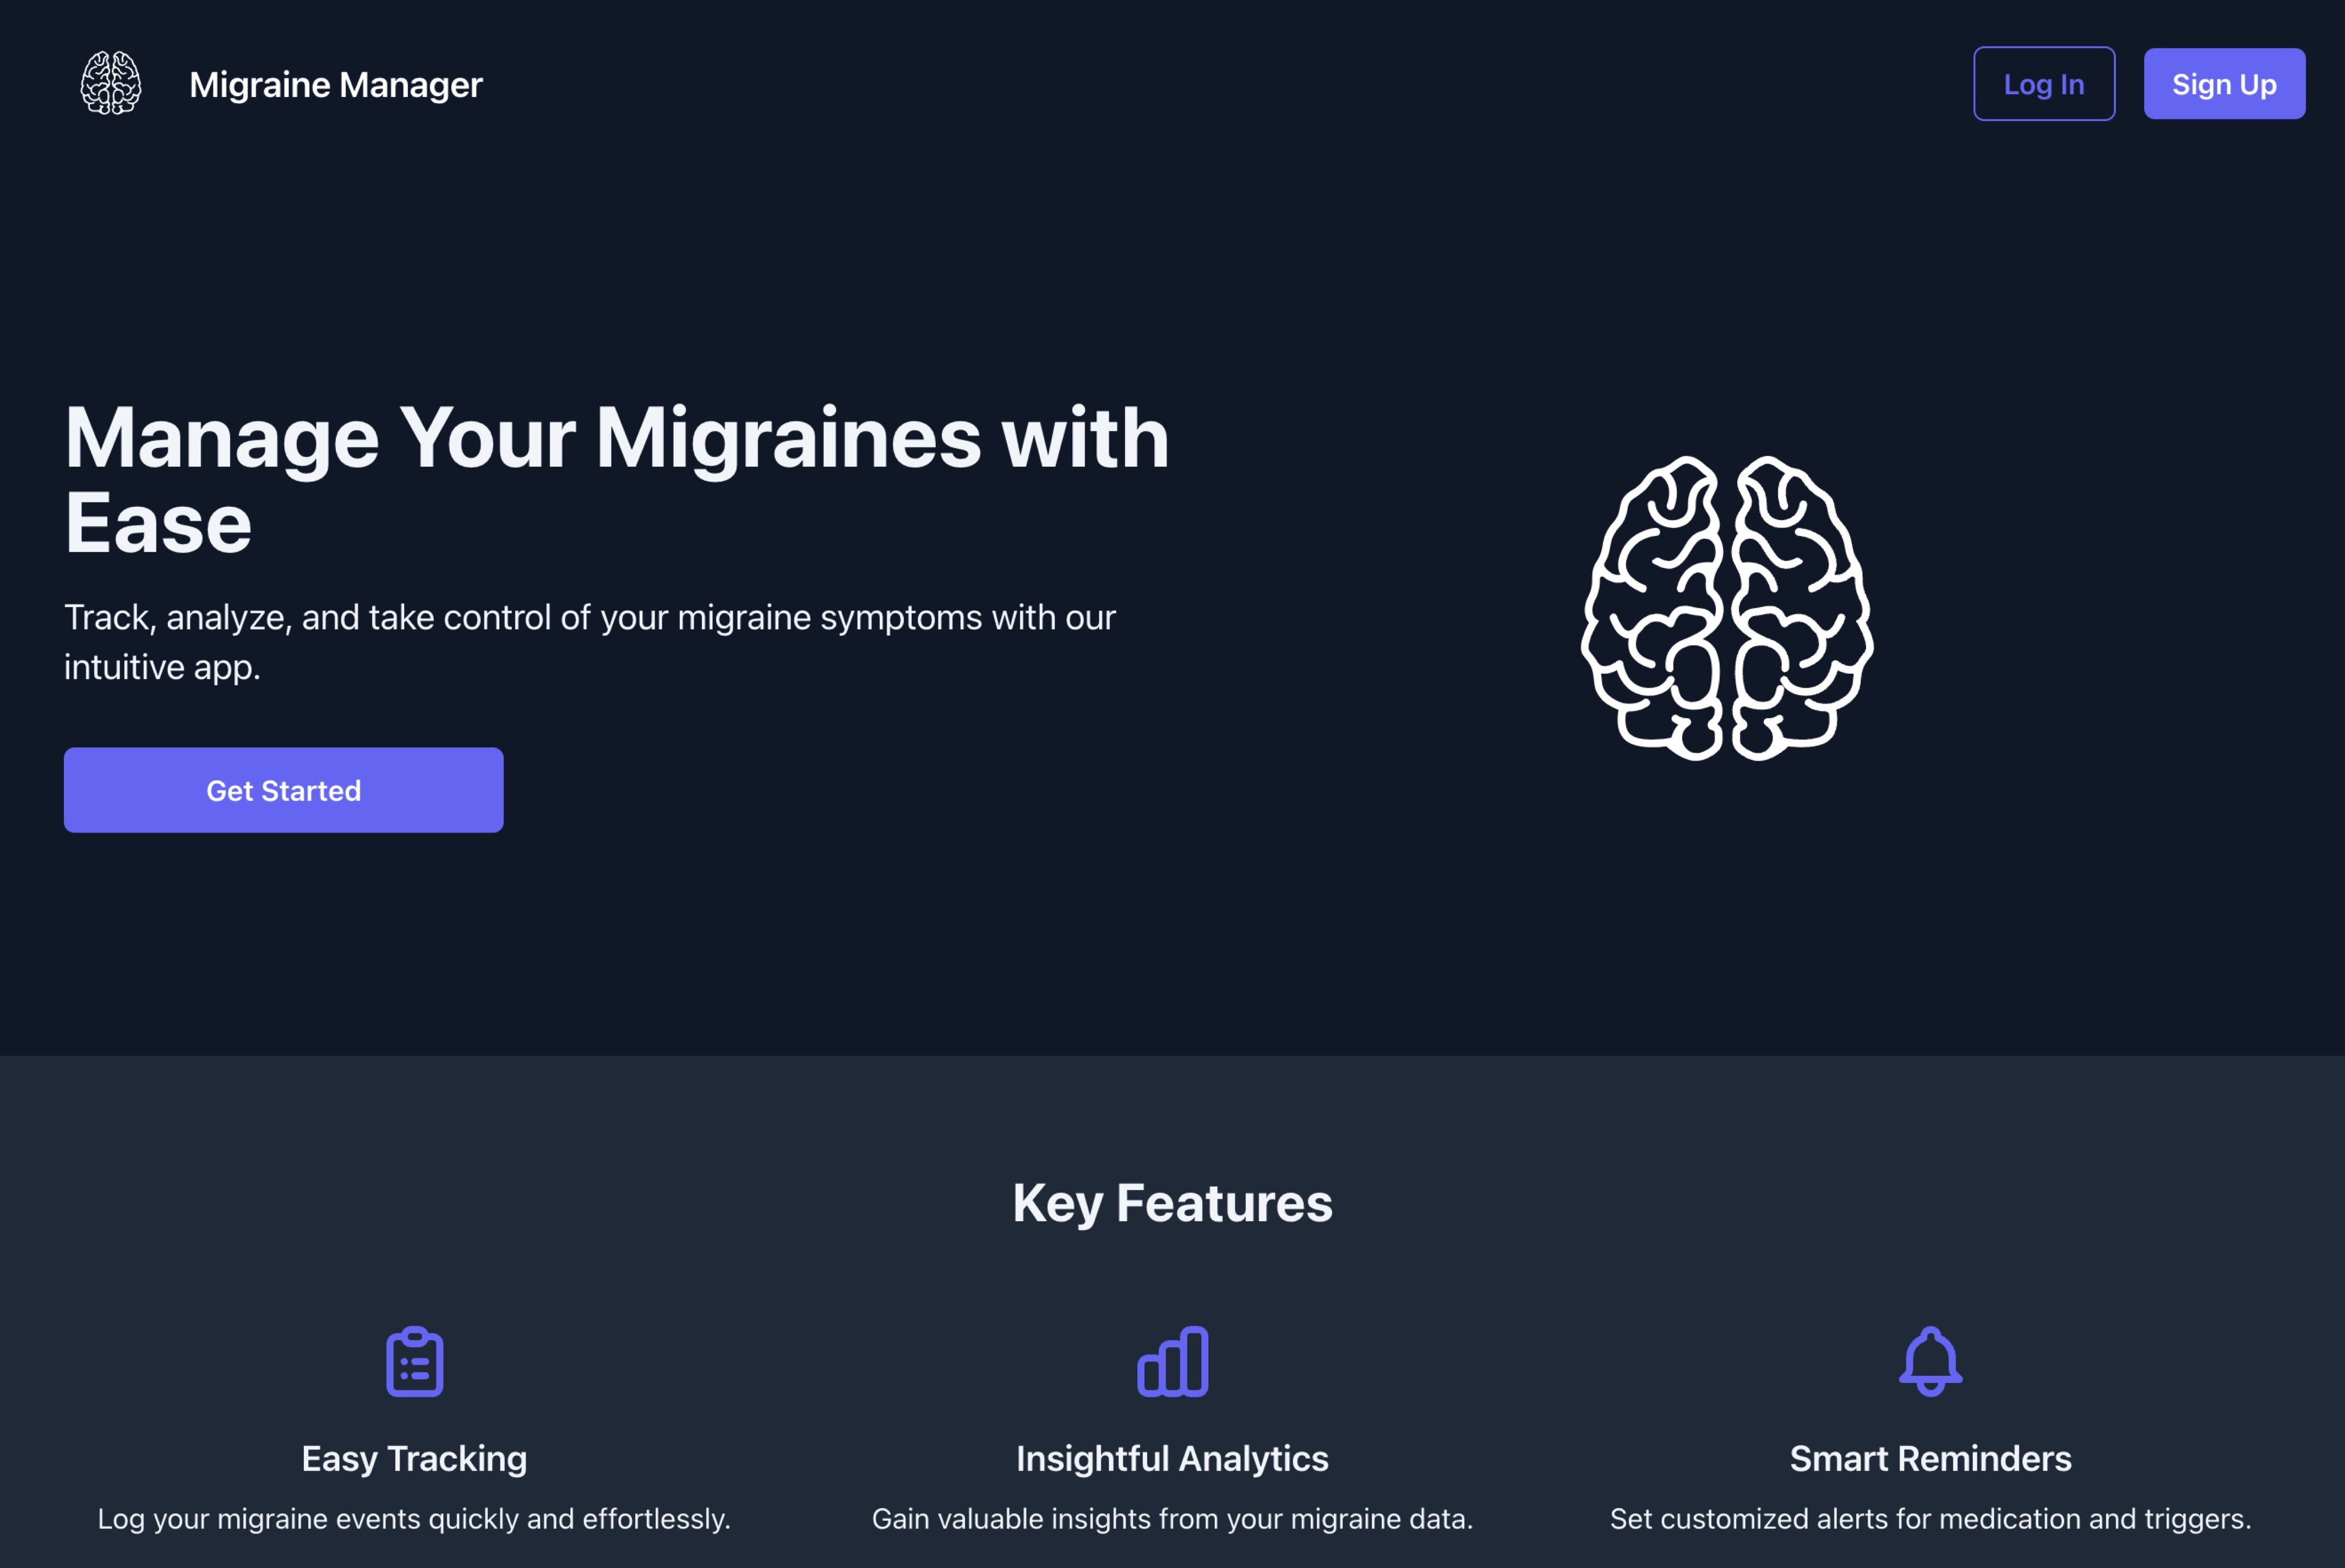 Migraine Manager
Log In
Sign Up
Manage Your Migraines with
Ease
Track, analyze, and take control of your migraine symptoms with our
intuitive app.
Get Started
Key Features
Easy Tracking
Log your migraine events quickly and effortlessly.
Insightful Analytics
Gain valuable insights from your migraine data.
Smart Reminders
Set customized alerts for medication and triggers.